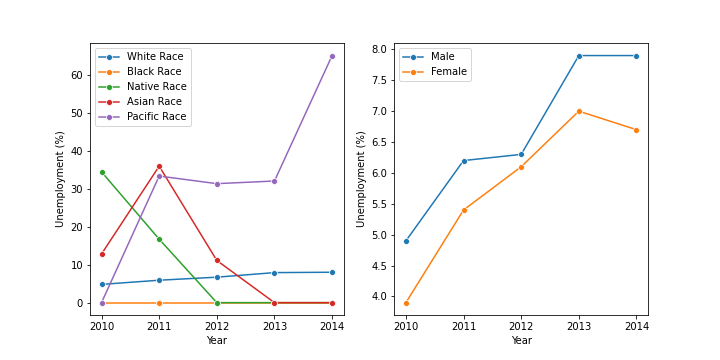 White Race
Black Race
Native Race
Asian Race
Pacific Race
Unemployment (%)
60
50
40
30
20
10
0
2010 2011 2012 2013 2014
Year
Male
Female
Unemployment (%)
8.0
7.5
7.0
6.5
6.0
5.5
5.0
4.5
4.0
2010 2011 2012 2013 2014
Year